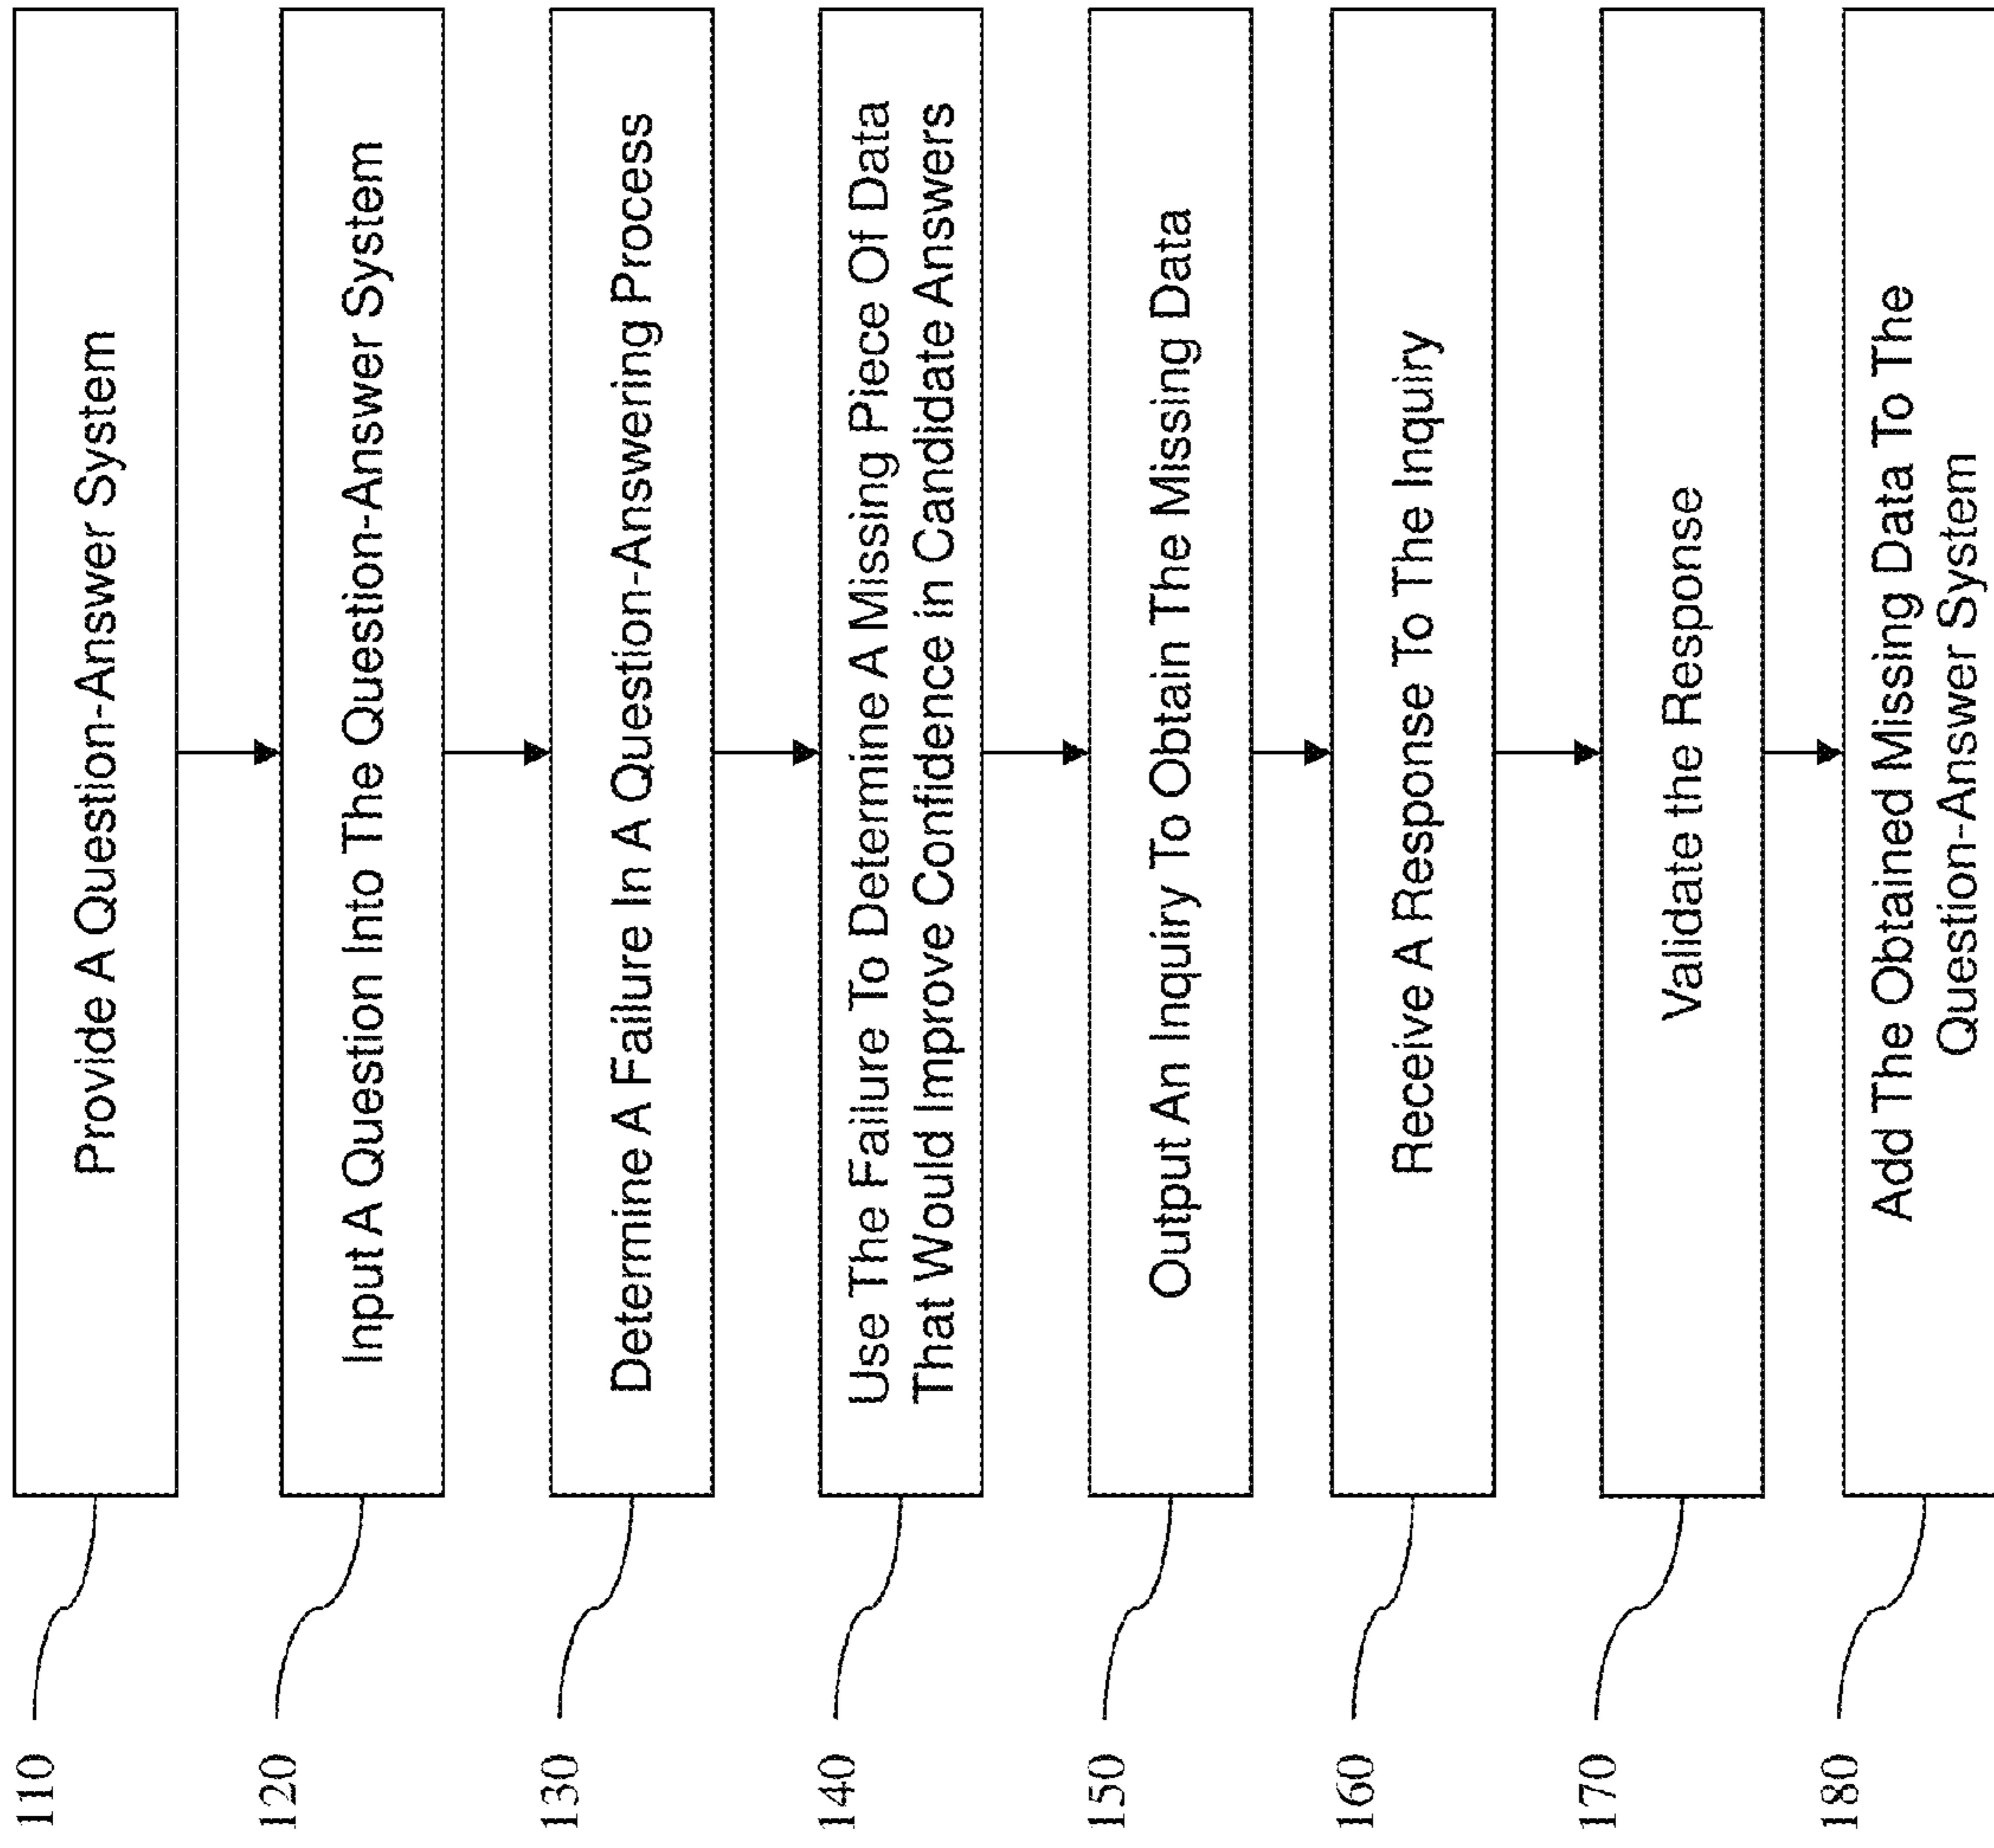 110
Provide A Question-Answer System
120
Input A Question Into The Question-Answer System
130
Determine A Failure In A Question-Answering Process
140
Use The Failure To Determine A Missing Piece Of Data
That Would Improve Confidence in Candidate Answers
150
Output An Inquiry To Obtain The Missing Data
160
Receive A Response To The Inquiry
170
Validate the Response
180
Add The Obtained Missing Data To The
Question-Answer System